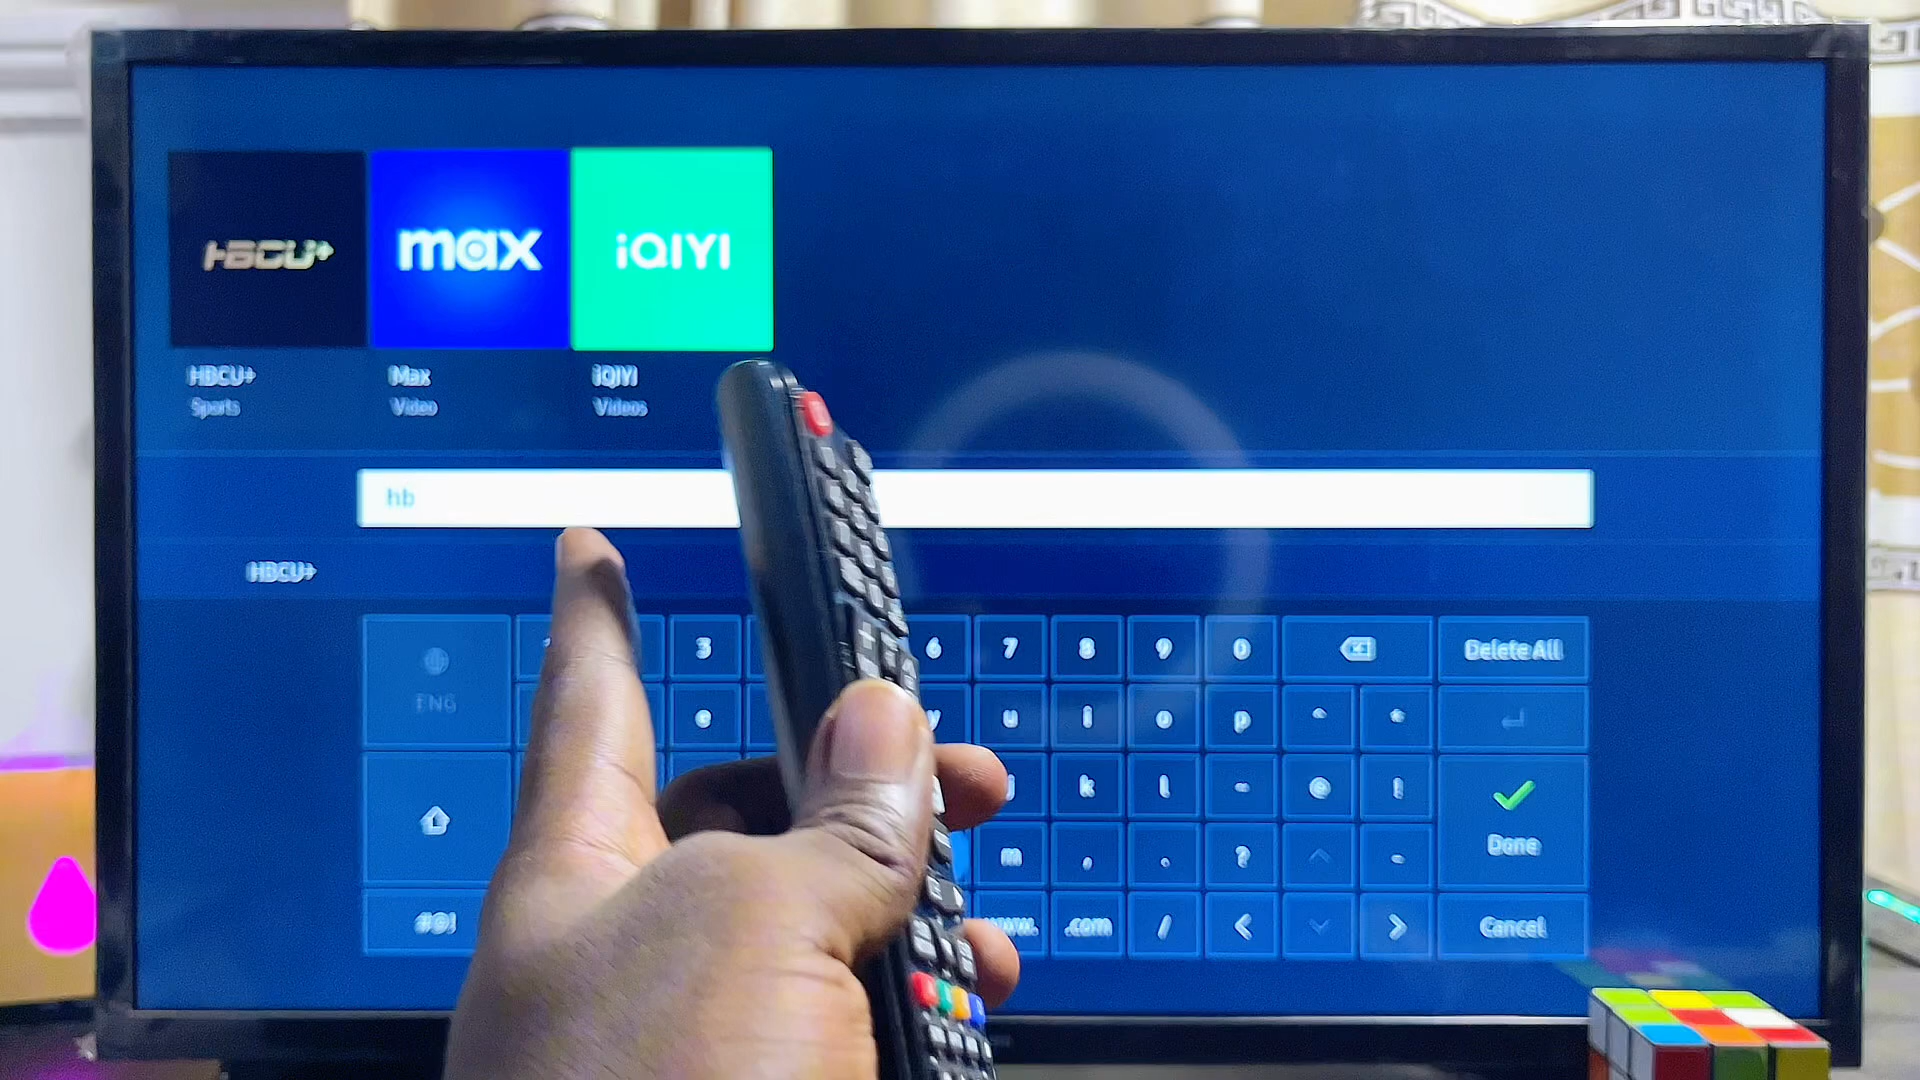 HBCU+
max
iQIYI
HBCU+
Max
iQIYI
Sports
Video
Videos
hb
HBCU+
ENG
3
6
7
8
9
0
Delete All
e
y
u
i
o
p
^
*
j
k
l
~
@
!
Done
m
,
.
?
-
#@!
www.
.com
/
<
>
Cancel